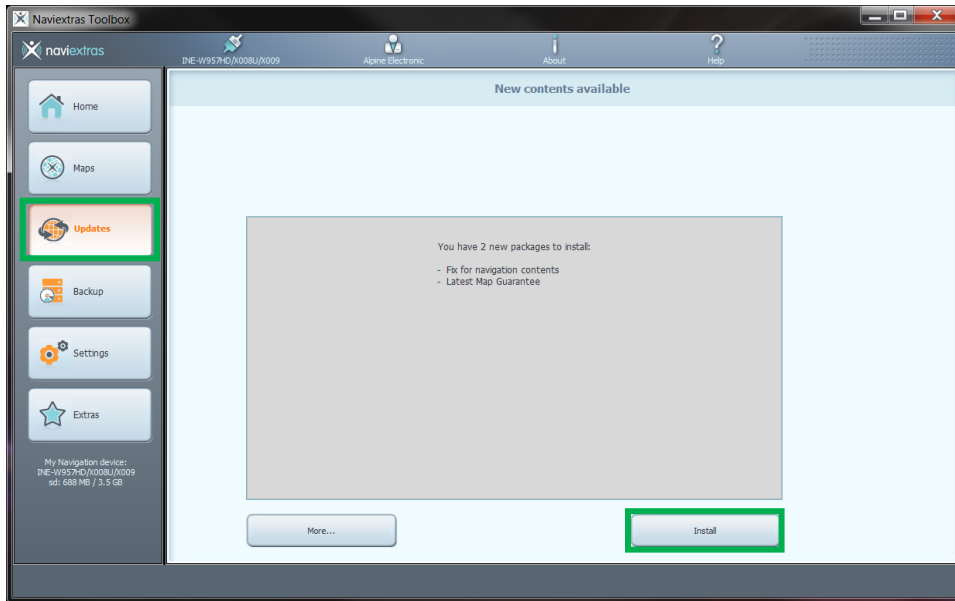 Naviextras Toolbox
naviextras
INE-W957HD/X008U/X009
Alpine Electronic
About
Help
New contents available
Home
Maps
Updates
Backup
Settings
Extras
My Navigation device:
INE-W957HD/X008U/X009
sd: 688 MB / 3.5 GB
You have 2 new packages to install:
- Fix for navigation contents
- Latest Map Guarantee
More...
Install